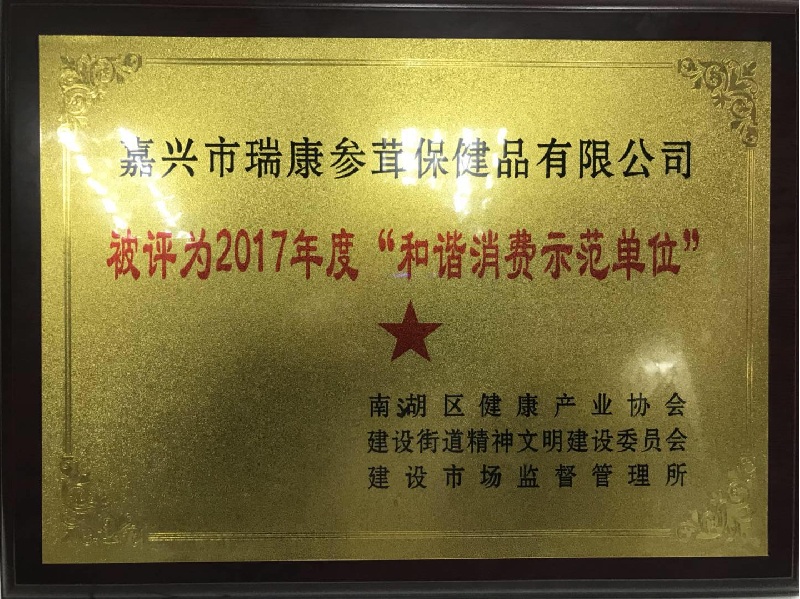 嘉兴市瑞康参茸保健品有限公司
被评为2017年度“和谐消费示范单位”
南湖区健康产业协会
建设街道精神文明建设委员会
建设市场监督管理所